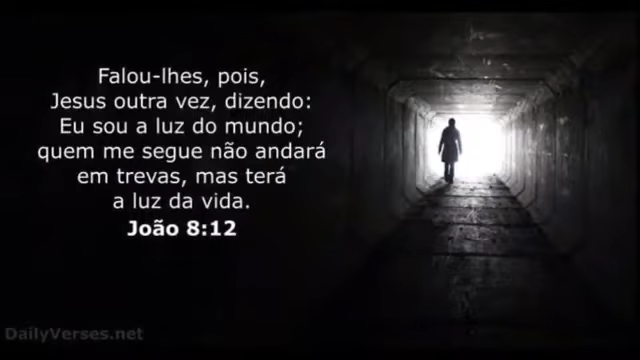 Falou-lhes, pois,
Jesus outra vez, dizendo:
Eu sou a luz do mundo;
quem me segue não andará
em trevas, mas terá
a luz da vida.
João 8:12
DailyVerses.net